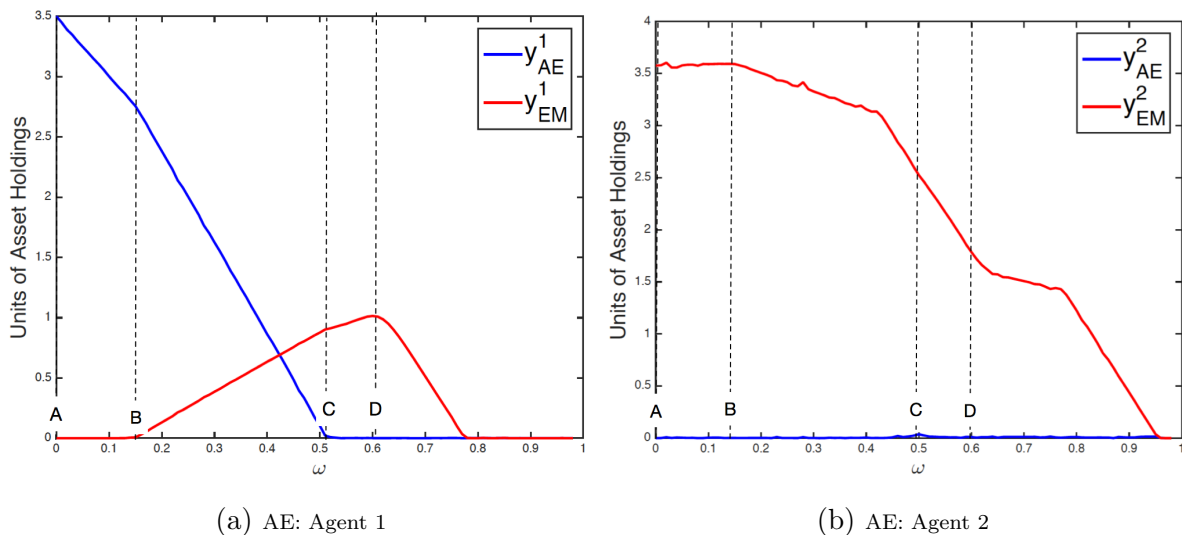 3.5
3
2.5
2
1.5
1
0.5
0
Units of Asset Holdings
y^1_AE
y^1_EM
A
B
C
D
0 0.1 0.2 0.3 0.4 0.5 0.6 0.7 0.8 0.9 1
ω
(a) AE: Agent 1
4
3.5
3
2.5
2
1.5
1
0.5
0
Units of Asset Holdings
y^2_AE
y^2_EM
A
B
C
D
0 0.1 0.2 0.3 0.4 0.5 0.6 0.7 0.8 0.9 1
ω
(b) AE: Agent 2